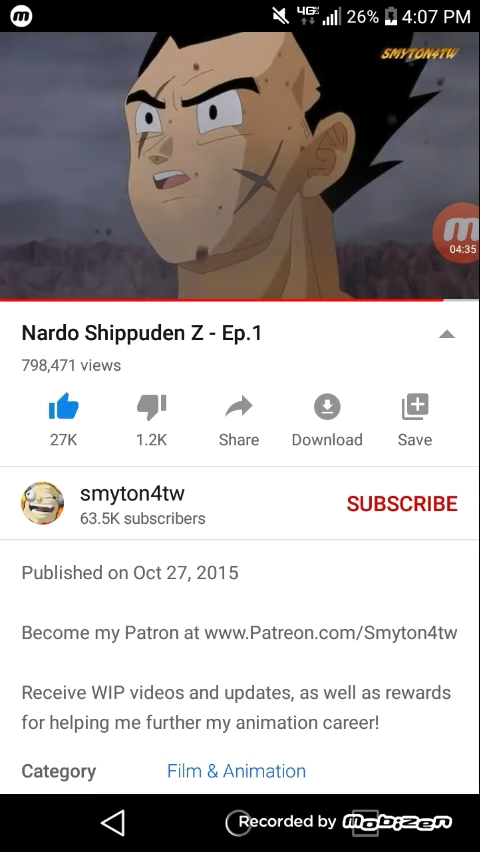 4G 26% 4:07 PM
SMYTON4TW
04:35
Nardo Shippuden Z - Ep.1
798,471 views
27K 1.2K Share Download Save
smyton4tw SUBSCRIBE
63.5K subscribers
Published on Oct 27, 2015
Become my Patron at www.Patreon.com/Smyton4tw
Receive WIP videos and updates, as well as rewards
for helping me further my animation career!
Category Film & Animation
Recorded by Mobizen